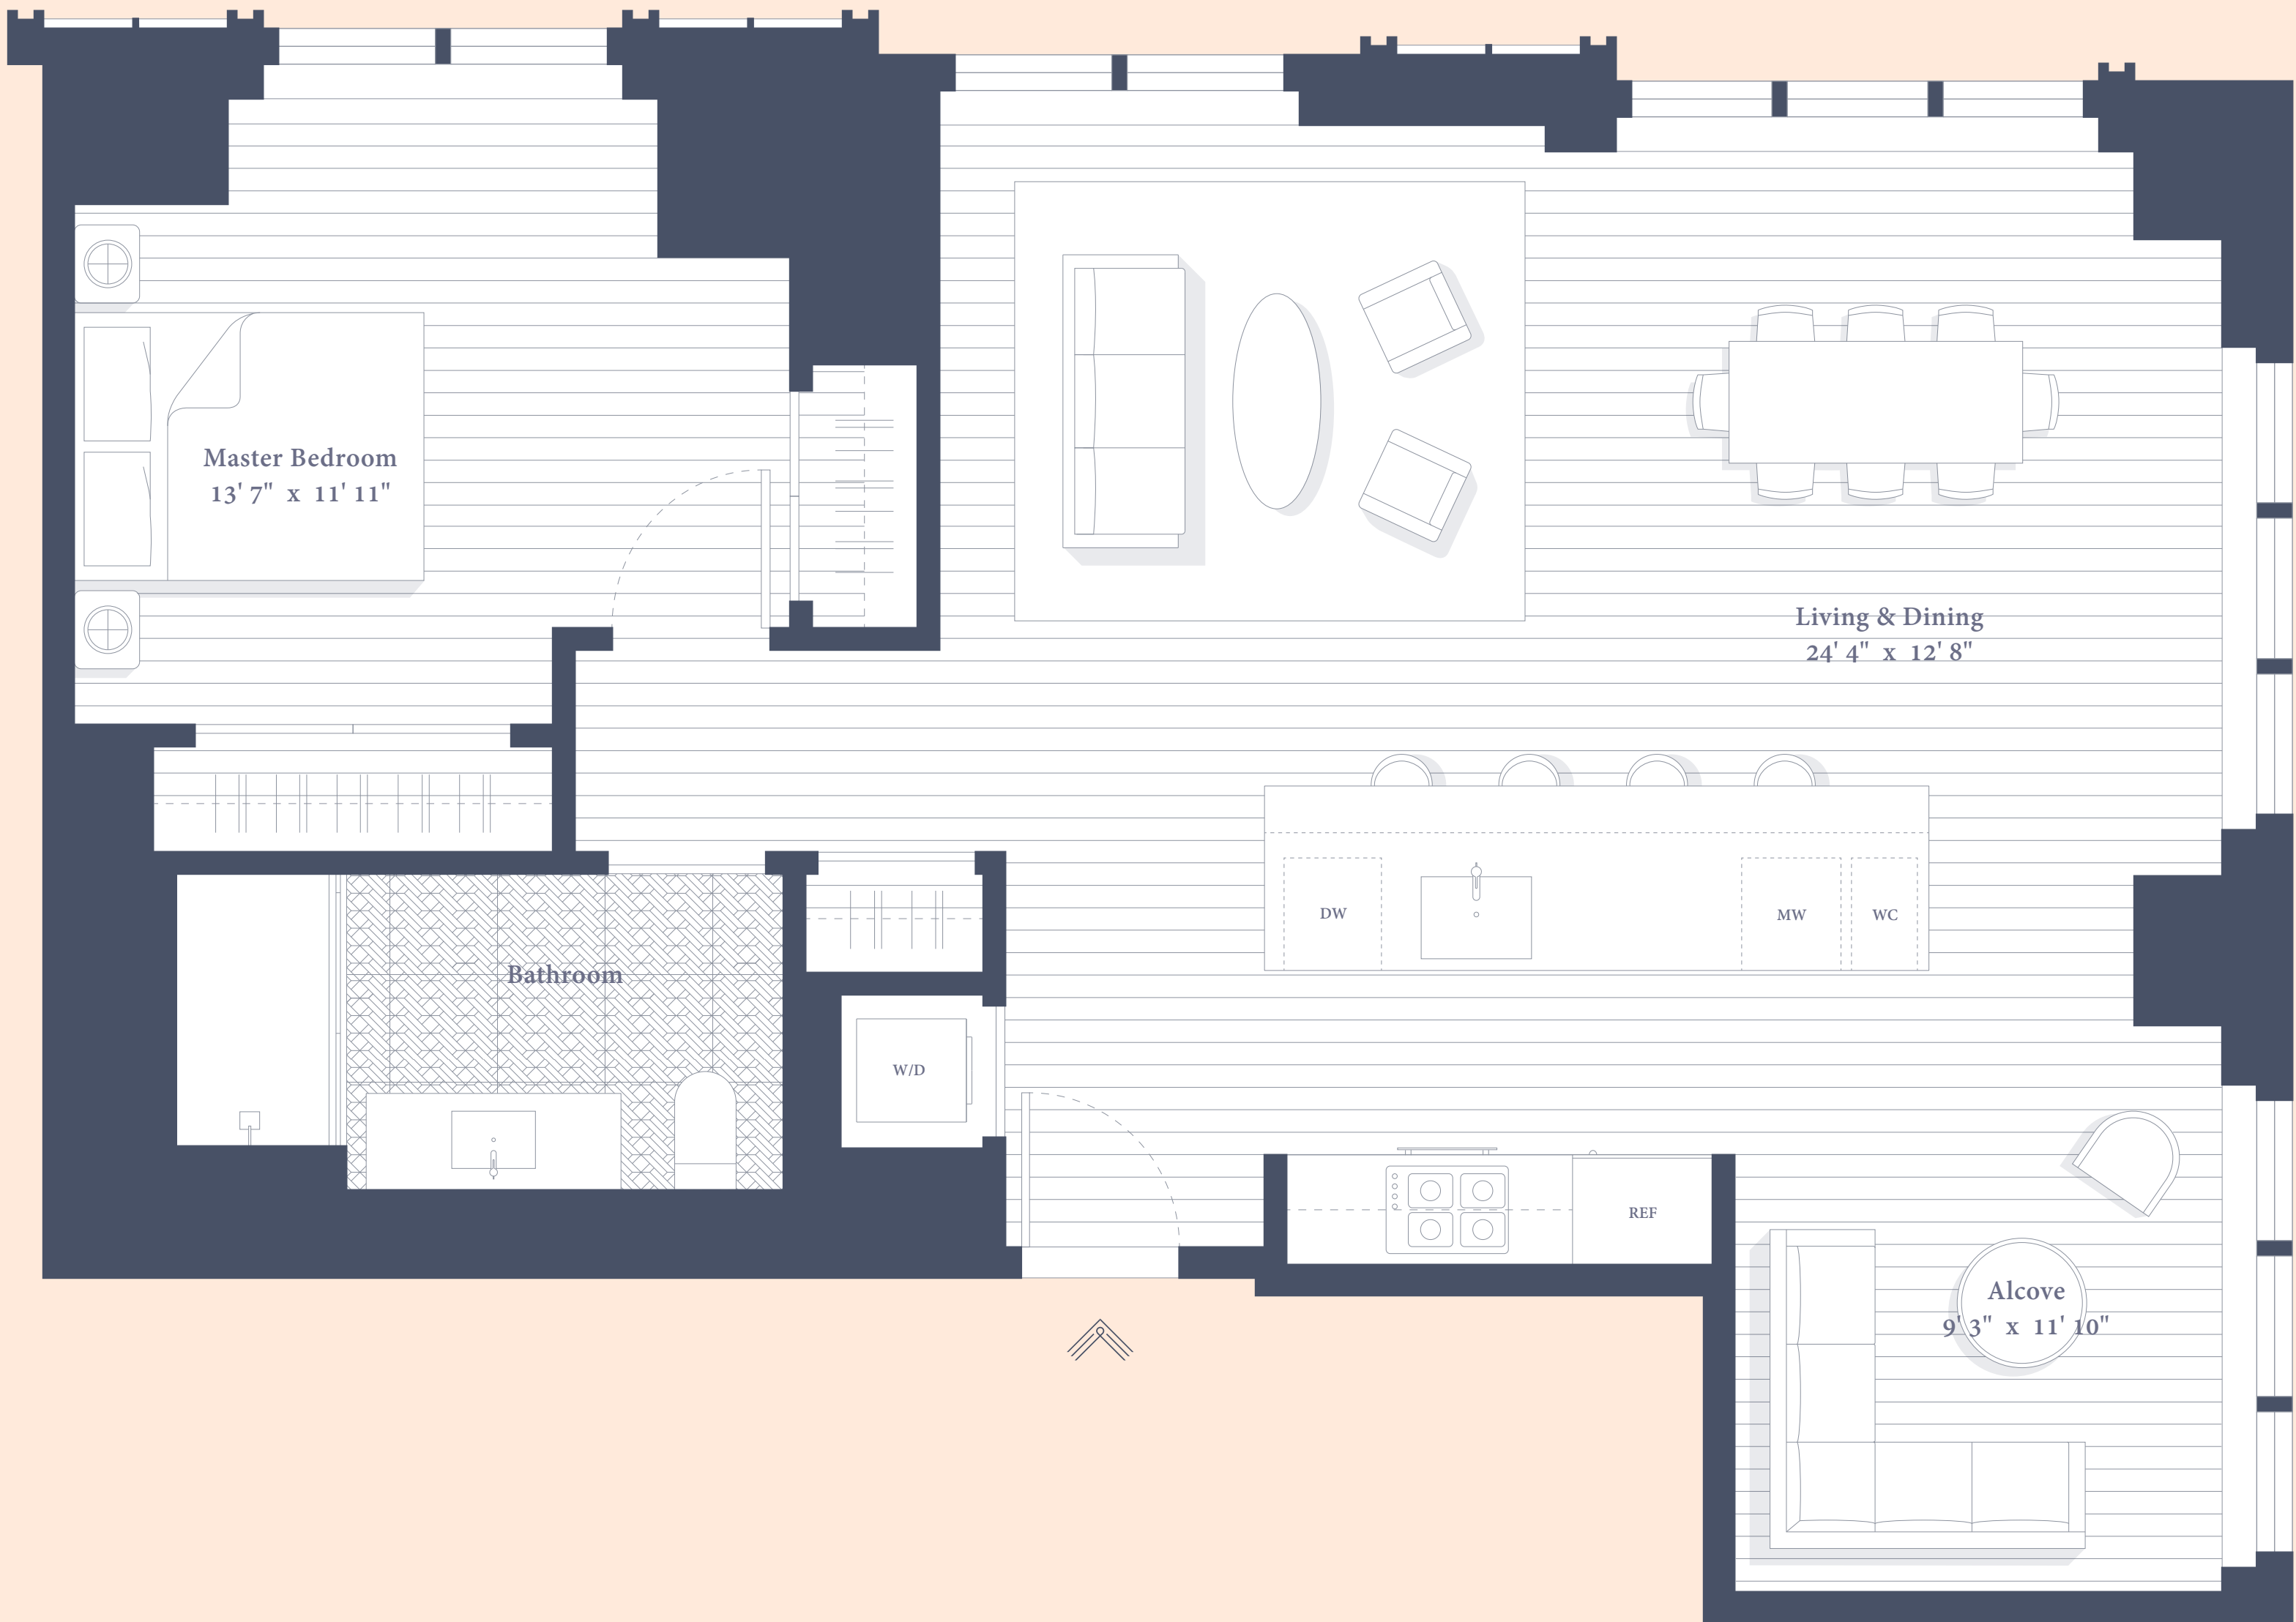 Master Bedroom
13' 7" x 11' 11"
Living & Dining
24' 4" x 12' 8"
DW
MW
WC
Bathroom
W/D
REF
Alcove
9' 3" x 11' 10"